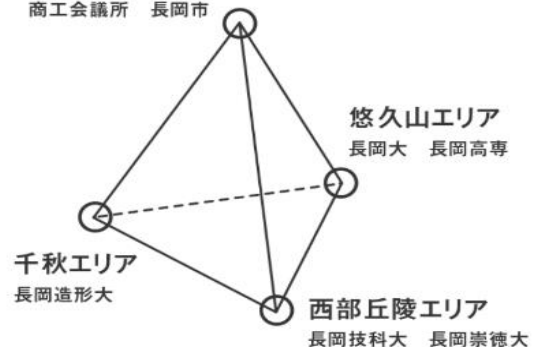 商工会議所　長岡市
悠久山エリア
長岡大　長岡高専
千秋エリア
長岡造形大
西部丘陵エリア
長岡技科大　長岡崇徳大